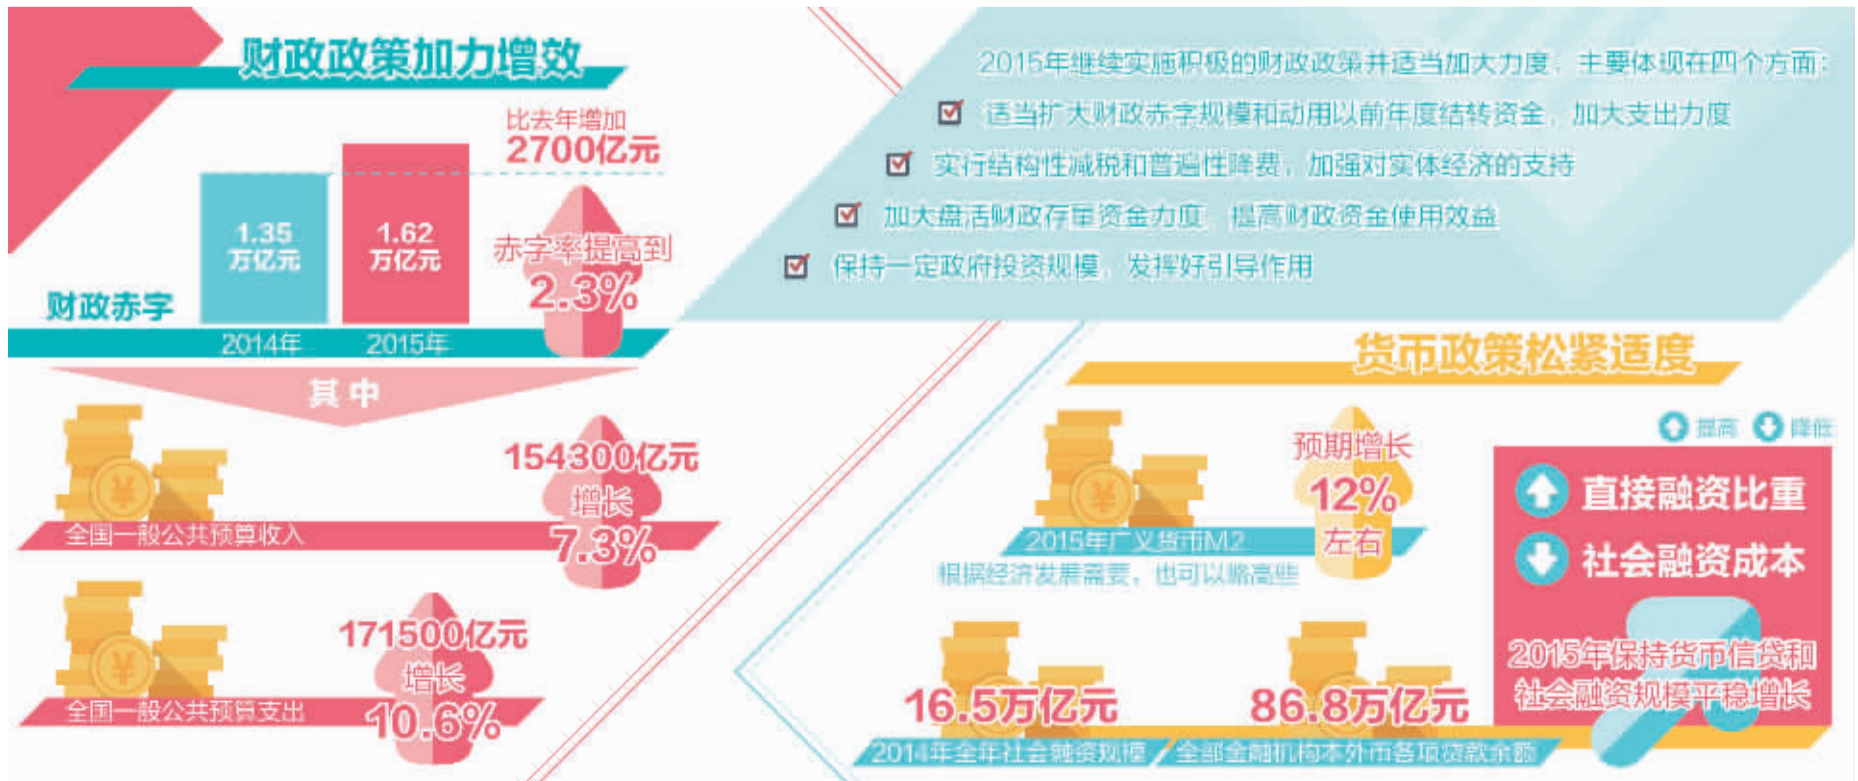 财政政策加力增效
比去年增加
2700亿元
1.35
万亿元
1.62
万亿元
赤字率提高到
2.3%
财政赤字
2014年
2015年
其中
154300亿元
增长
7.3%
全国一般公共预算收入
171500亿元
增长
10.6%
全国一般公共预算支出
2015年继续实施积极的财政政策并适当加大力度，主要体现在四个方面：
适当扩大财政赤字规模和动用以前年度结转资金，加大支出力度
实行结构性减税和普遍性降费，加强对实体经济的支持
加大盘活财政存量资金力度，提高财政资金使用效益
保持一定政府投资规模，发挥好引导作用
货币政策松紧适度
预期增长
12%
左右
2015年广义货币M2
根据经济发展需要，也可以略高些
16.5万亿元
2014年全年社会融资规模
86.8万亿元
全部金融机构本外币各项贷款余额
提高 降低
直接融资比重
社会融资成本
2015年保持货币信贷和
社会融资规模平稳增长